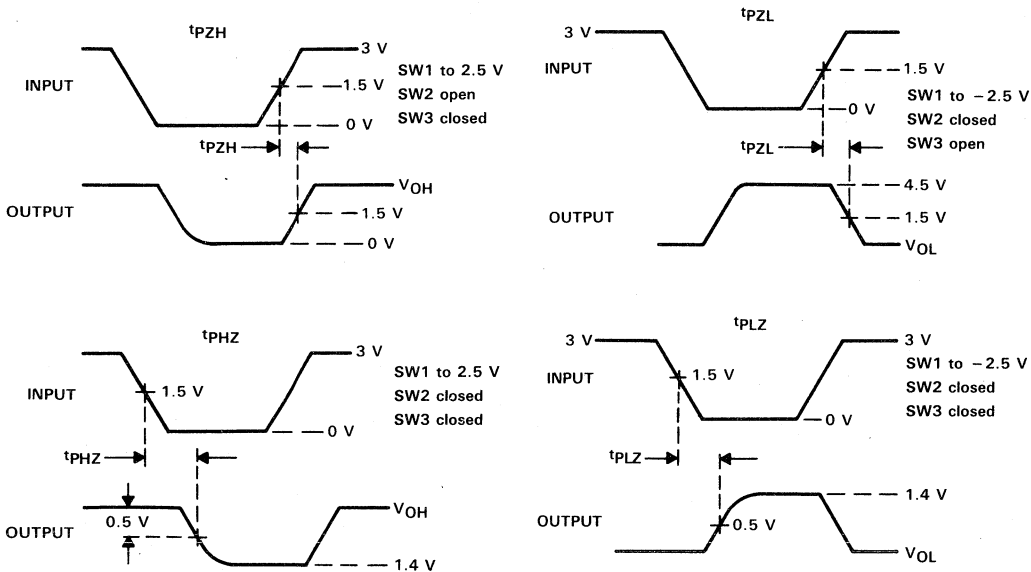 tPZH
3 V
INPUT
1.5 V
0 V
SW1 to 2.5 V
SW2 open
SW3 closed
tPZH
OUTPUT
VOH
1.5 V
0 V
tPZL
3 V
INPUT
1.5 V
0 V
SW1 to −2.5 V
SW2 closed
SW3 open
tPZL
OUTPUT
4.5 V
1.5 V
VOL
tPHZ
3 V
INPUT
1.5 V
0 V
SW1 to 2.5 V
SW2 closed
SW3 closed
tPHZ
OUTPUT
0.5 V
VOH
1.4 V
tPLZ
3 V
3 V
INPUT
1.5 V
0 V
SW1 to −2.5 V
SW2 closed
SW3 closed
tPLZ
OUTPUT
0.5 V
1.4 V
VOL